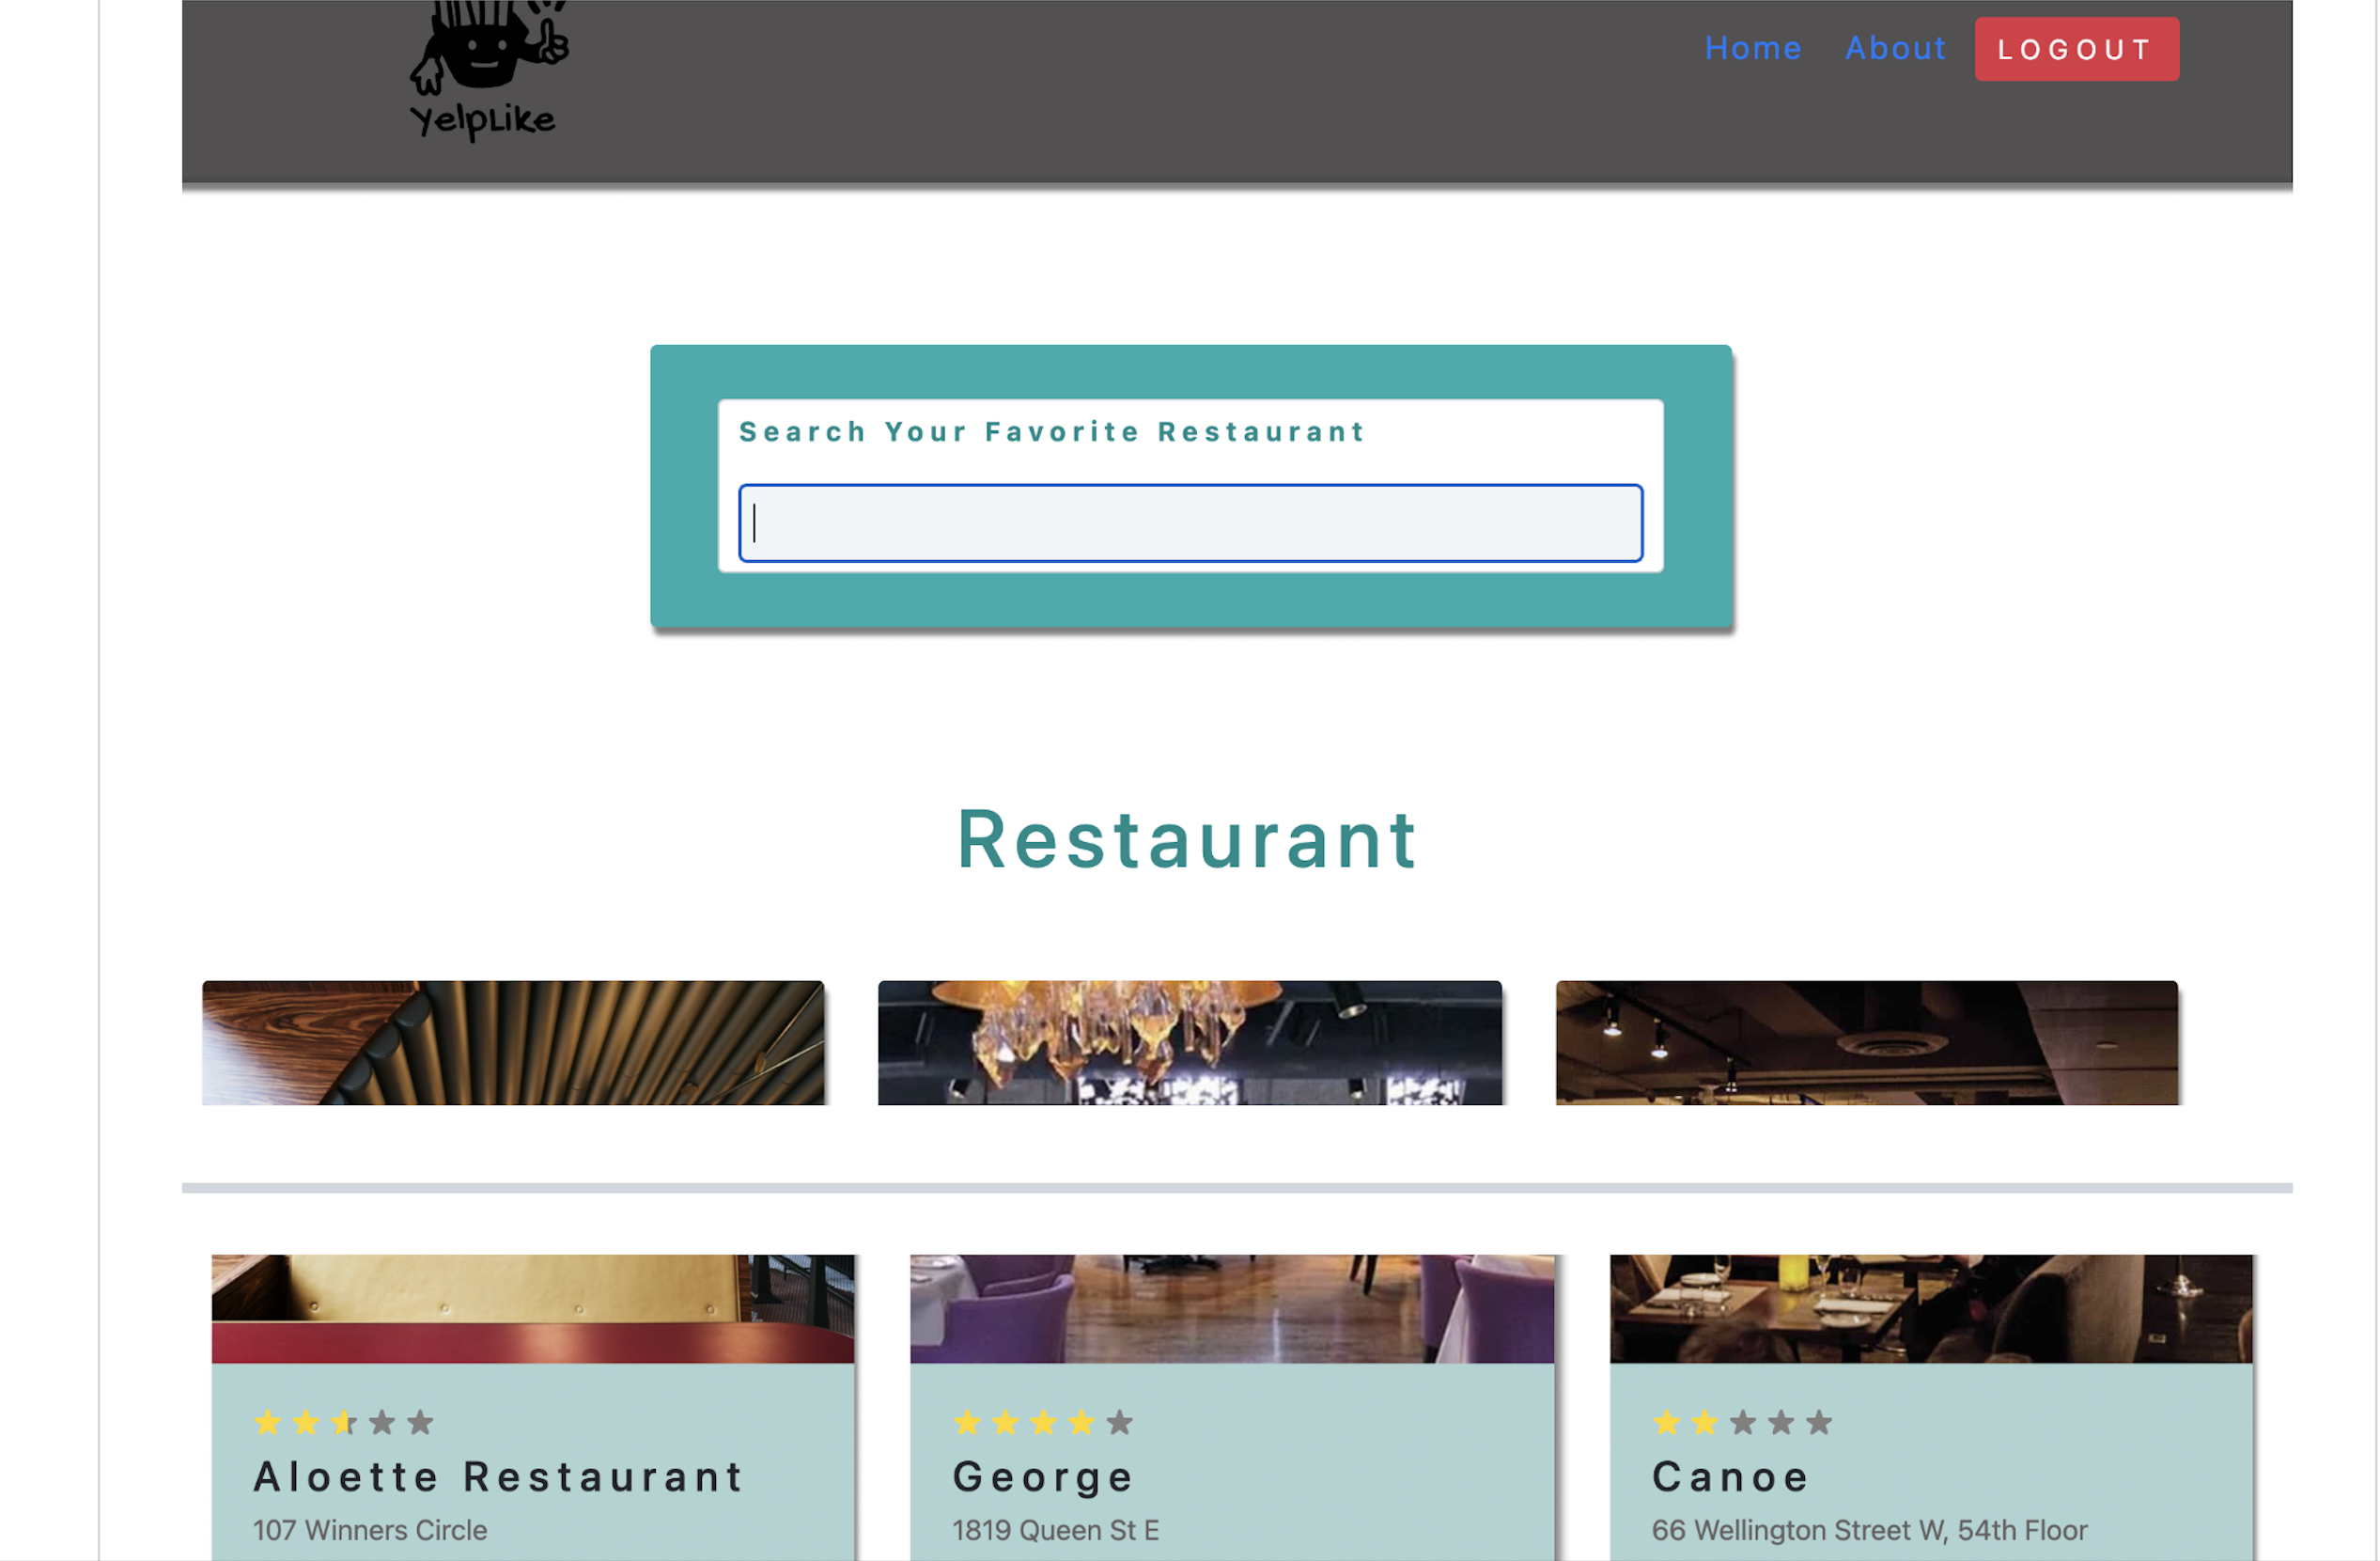 YelpLike
Home About LOGOUT
Search Your Favorite Restaurant
Restaurant
Aloette Restaurant
107 Winners Circle
George
1819 Queen St E
Canoe
66 Wellington Street W, 54th Floor